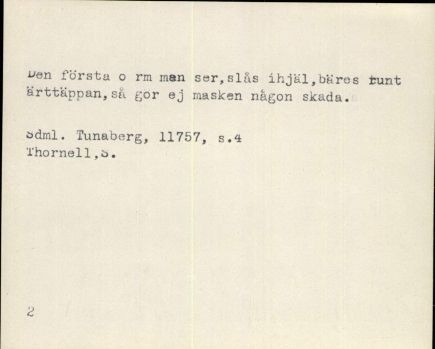 Den första o rm man ser,slås ihjäl,bäres runt
ärttäppan,så gor ej masken någon skada.
Sdml. Tunaberg, 11757, s.4
Thornell,S.
2